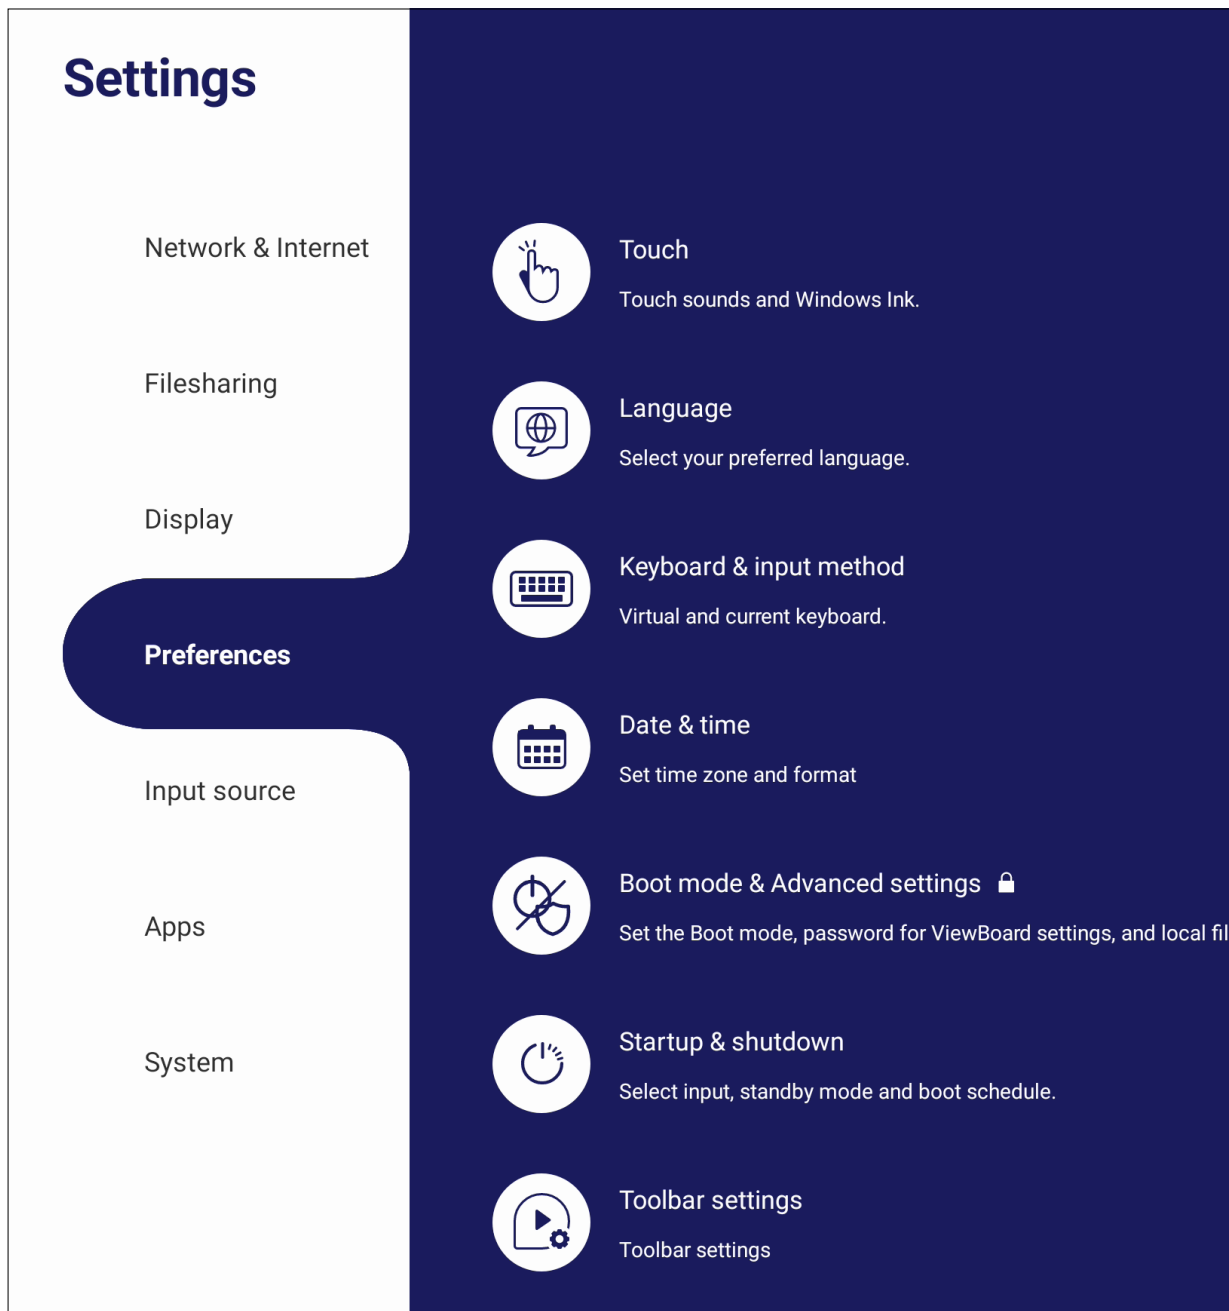 Settings
Network & Internet
Filesharing
Display
Preferences
Input source
Apps
System
Touch
Touch sounds and Windows Ink.
Language
Select your preferred language.
Keyboard & input method
Virtual and current keyboard.
Date & time
Set time zone and format
Boot mode & Advanced settings
Set the Boot mode, password for ViewBoard settings, and local fil
Startup & shutdown
Select input, standby mode and boot schedule.
Toolbar settings
Toolbar settings